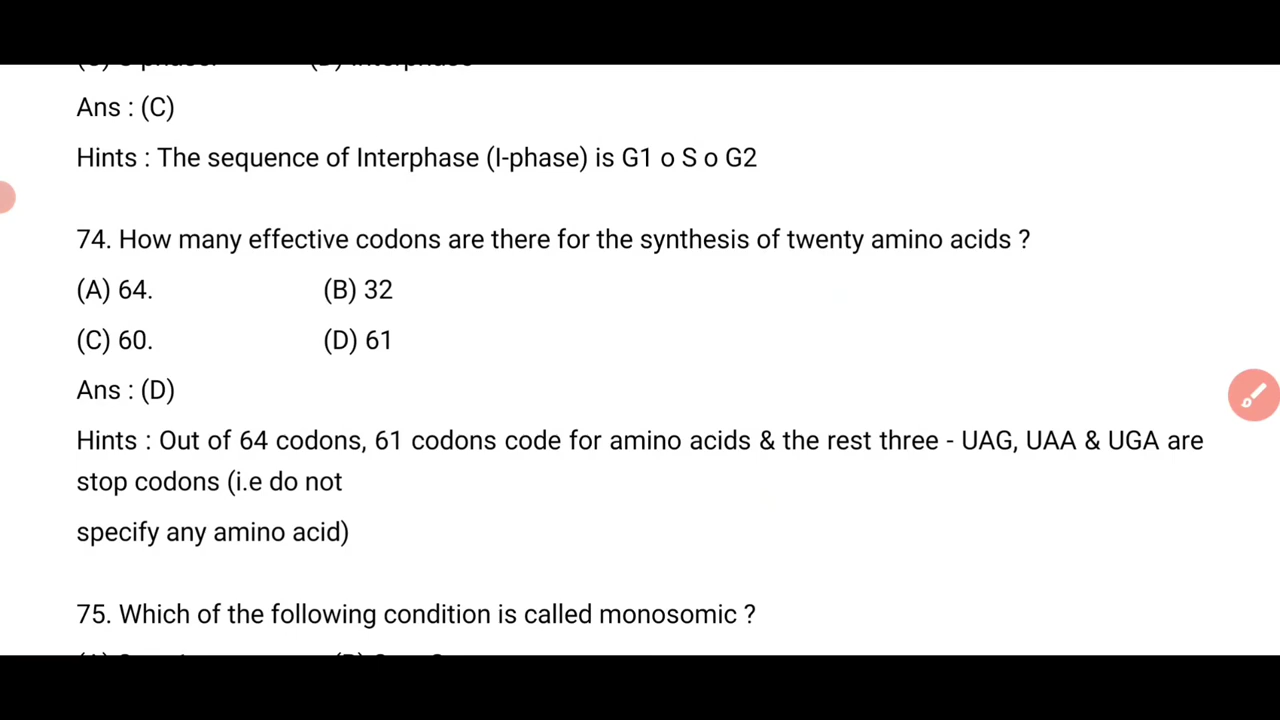 Ans : (C)
Hints : The sequence of Interphase (I-phase) is G1 o S o G2
74. How many effective codons are there for the synthesis of twenty amino acids ?
(A) 64. (B) 32
(C) 60. (D) 61
Ans : (D)
Hints : Out of 64 codons, 61 codons code for amino acids & the rest three - UAG, UAA & UGA are
stop codons (i.e do not
specify any amino acid)
75. Which of the following condition is called monosomic ?